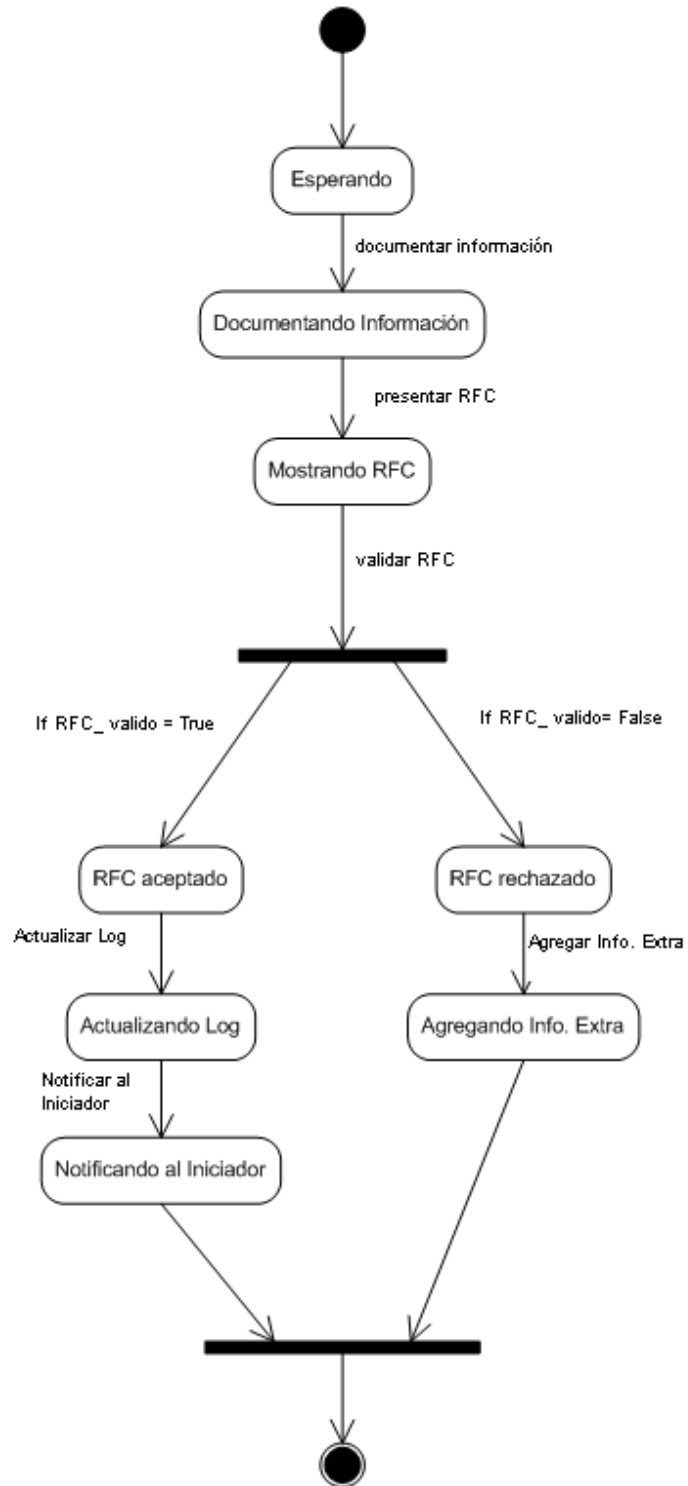 Esperando
documentar información
Documentando Información
presentar RFC
Mostrando RFC
validar RFC
If RFC_ valido = True
If RFC_ valido= False
RFC aceptado
RFC rechazado
Actualizar Log
Agregar Info. Extra
Actualizando Log
Agregando Info. Extra
Notificar al
Iniciador
Notificando al Iniciador